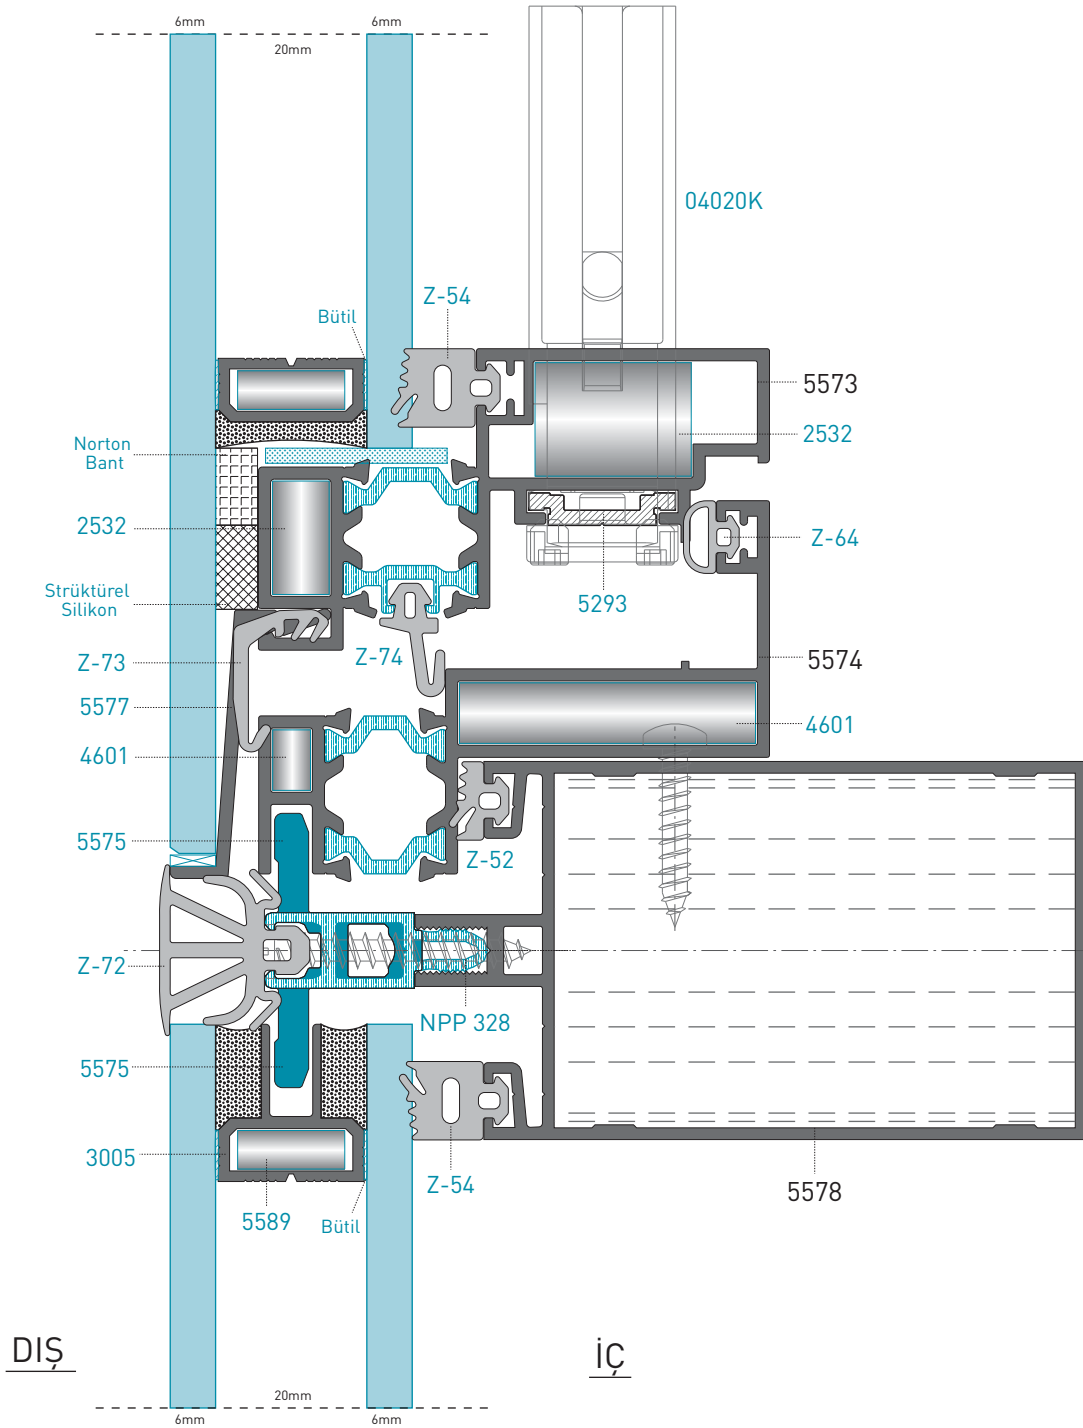 6mm
6mm
20mm
04020K
Z-54
Bütil
5573
2532
Norton
Bant
2532
Z-64
Strüktürel
Silikon
5293
Z-73
Z-74
5574
5577
4601
4601
5575
Z-52
Z-72
NPP 328
5575
3005
Z-54
5578
5589
Bütil
DIŞ
İÇ
20mm
6mm
6mm